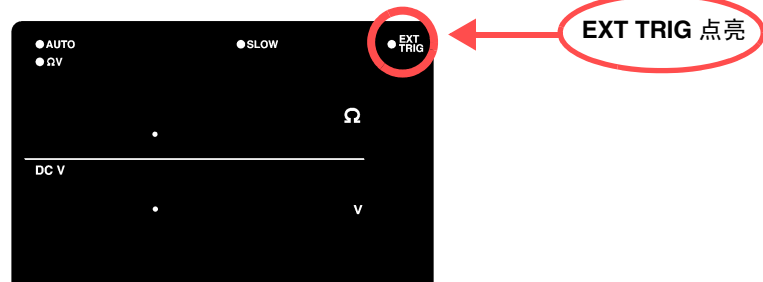 AUTO
SLOW
EXT
TRIG
EXT TRIG 点亮
ΩV
Ω
DC V
V